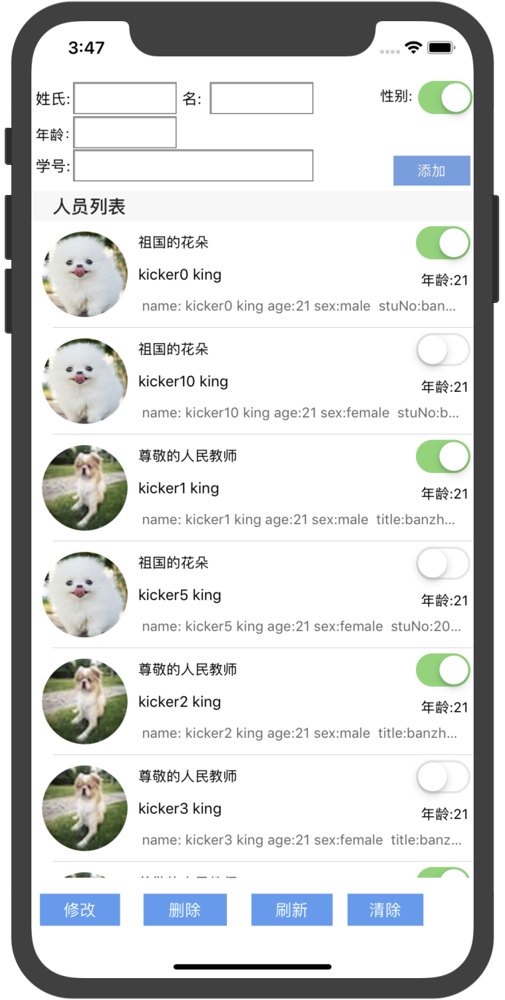 3:47
姓氏: 名: 性别:
年龄:
学号: 添加
人员列表
祖国的花朵
kicker0 king
年龄:21
name: kicker0 king age:21 sex:male  stuNo:ban...
祖国的花朵
kicker10 king
年龄:21
name: kicker10 king age:21 sex:female  stuNo:b...
尊敬的人民教师
kicker1 king
年龄:21
name: kicker1 king age:21 sex:male  title:banzh...
祖国的花朵
kicker5 king
年龄:21
name: kicker5 king age:21 sex:female  stuNo:20...
尊敬的人民教师
kicker2 king
年龄:21
name: kicker2 king age:21 sex:male  title:banzh...
尊敬的人民教师
kicker3 king
年龄:21
name: kicker3 king age:21 sex:female  title:banz...
修改 删除 刷新 清除